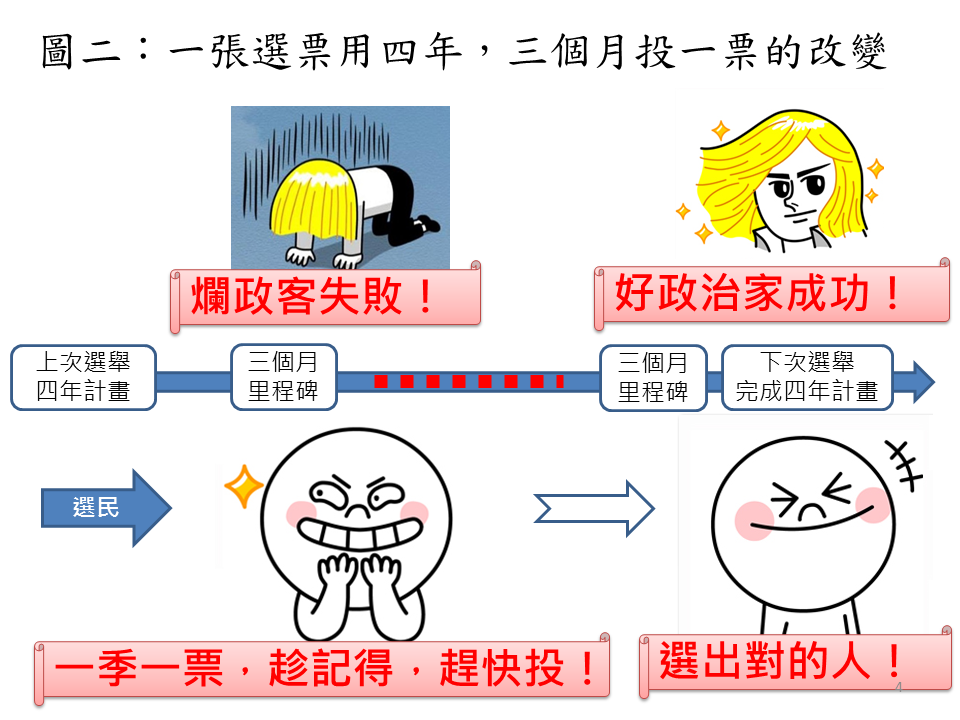 圖二：一張選票用四年，三個月投一票的改變
爛政客失敗！
好政治家成功！
上次選舉
四年計畫
三個月
里程碑
三個月
里程碑
下次選舉
完成四年計畫
選民
一季一票，趁記得，趕快投！
選出對的人！
4